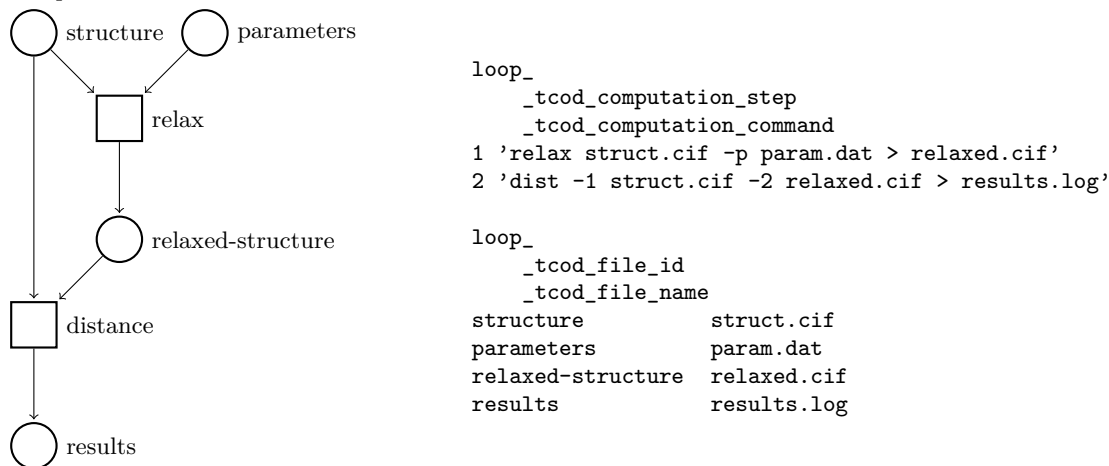 structure
parameters
relax
relaxed-structure
distance
results
loop_
_tcod_computation_step
_tcod_computation_command
1 ’relax struct.cif -p param.dat > relaxed.cif’
2 ’dist -1 struct.cif -2 relaxed.cif > results.log’
loop_
_tcod_file_id
_tcod_file_name
structure struct.cif
parameters param.dat
relaxed-structure relaxed.cif
results results.log